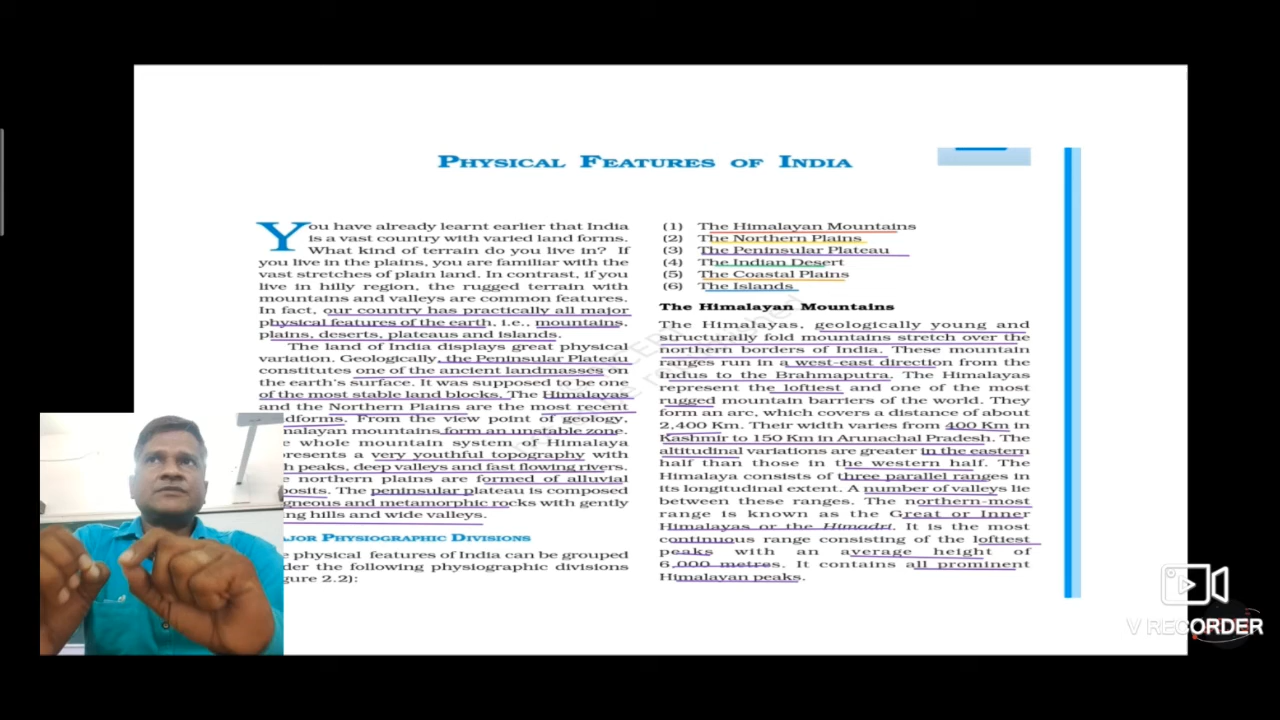 PHYSICAL FEATURES OF INDIA
You have already learnt earlier that India
is a vast country with varied land forms.
What kind of terrain do you live in? If
you live in the plains, you are familiar with the
vast stretches of plain land. In contrast, if you
live in hilly region, the rugged terrain with
mountains and valleys are common features.
In fact, our country has practically all major
physical features of the earth, i.e., mountains,
plains, deserts, plateaus and islands.
The land of India displays great physical
variation. Geologically, the Peninsular Plateau
constitutes one of the ancient landmasses on
the earth's surface. It was supposed to be one
of the most stable land blocks. The Himalayas
and the Northern Plains are the most recent
From the view point of geology,
mountains form an unstable zone.
whole mountain system of Himalaya
a very youthful topography with
peaks, deep valleys and fast flowing rivers.
northern plains are formed of alluvial
The peninsular plateau is composed
and metamorphic rocks with gently
hills and wide valleys.
PHYSIOGRAPHIC DIVISIONS
physical features of India can be grouped
the following physiographic divisions
2.2):
(1) The Himalayan Mountains
(2) The Northern Plains
(3) The Peninsular Plateau
(4) The Indian Desert
(5) The Coastal Plains
(6) The Islands
The Himalayan Mountains
The Himalayas, geologically young and
structurally fold mountains stretch over the
northern borders of India. These mountain
ranges run in a west-east direction from the
Indus to the Brahmaputra. The Himalayas
represent the loftiest and one of the most
rugged mountain barriers of the world. They
form an arc, which covers a distance of about
2,400 Km. Their width varies from 400 Km in
Kashmir to 150 Km in Arunachal Pradesh. The
altitudinal variations are greater in the eastern
half than those in the western half. The
Himalaya consists of three parallel ranges in
its longitudinal extent. A number of valleys lie
between these ranges. The northern-most
range is known as the Great or Inner
Himalayas or the Himadri. It is the most
continuous range consisting of the loftiest
peaks with an average height of
6,000 metres. It contains all prominent
Himalayan peaks.
V RECORDER